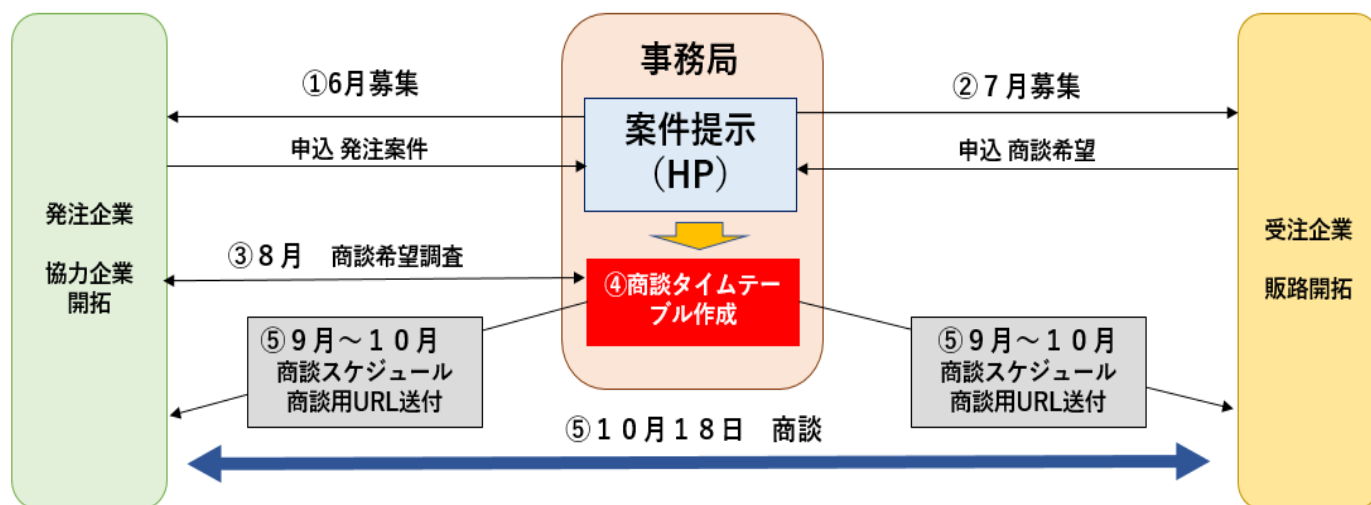 事務局
①6月募集
②７月募集
案件提示
（HP）
申込 発注案件
申込 商談希望
発注企業
協力企業
開拓
受注企業
販路開拓
③８月　商談希望調査
④商談タイムテー
ブル作成
⑤９月～１０月
商談スケジュール
商談用URL送付
⑤９月～１０月
商談スケジュール
商談用URL送付
⑤１０月１８日　商談